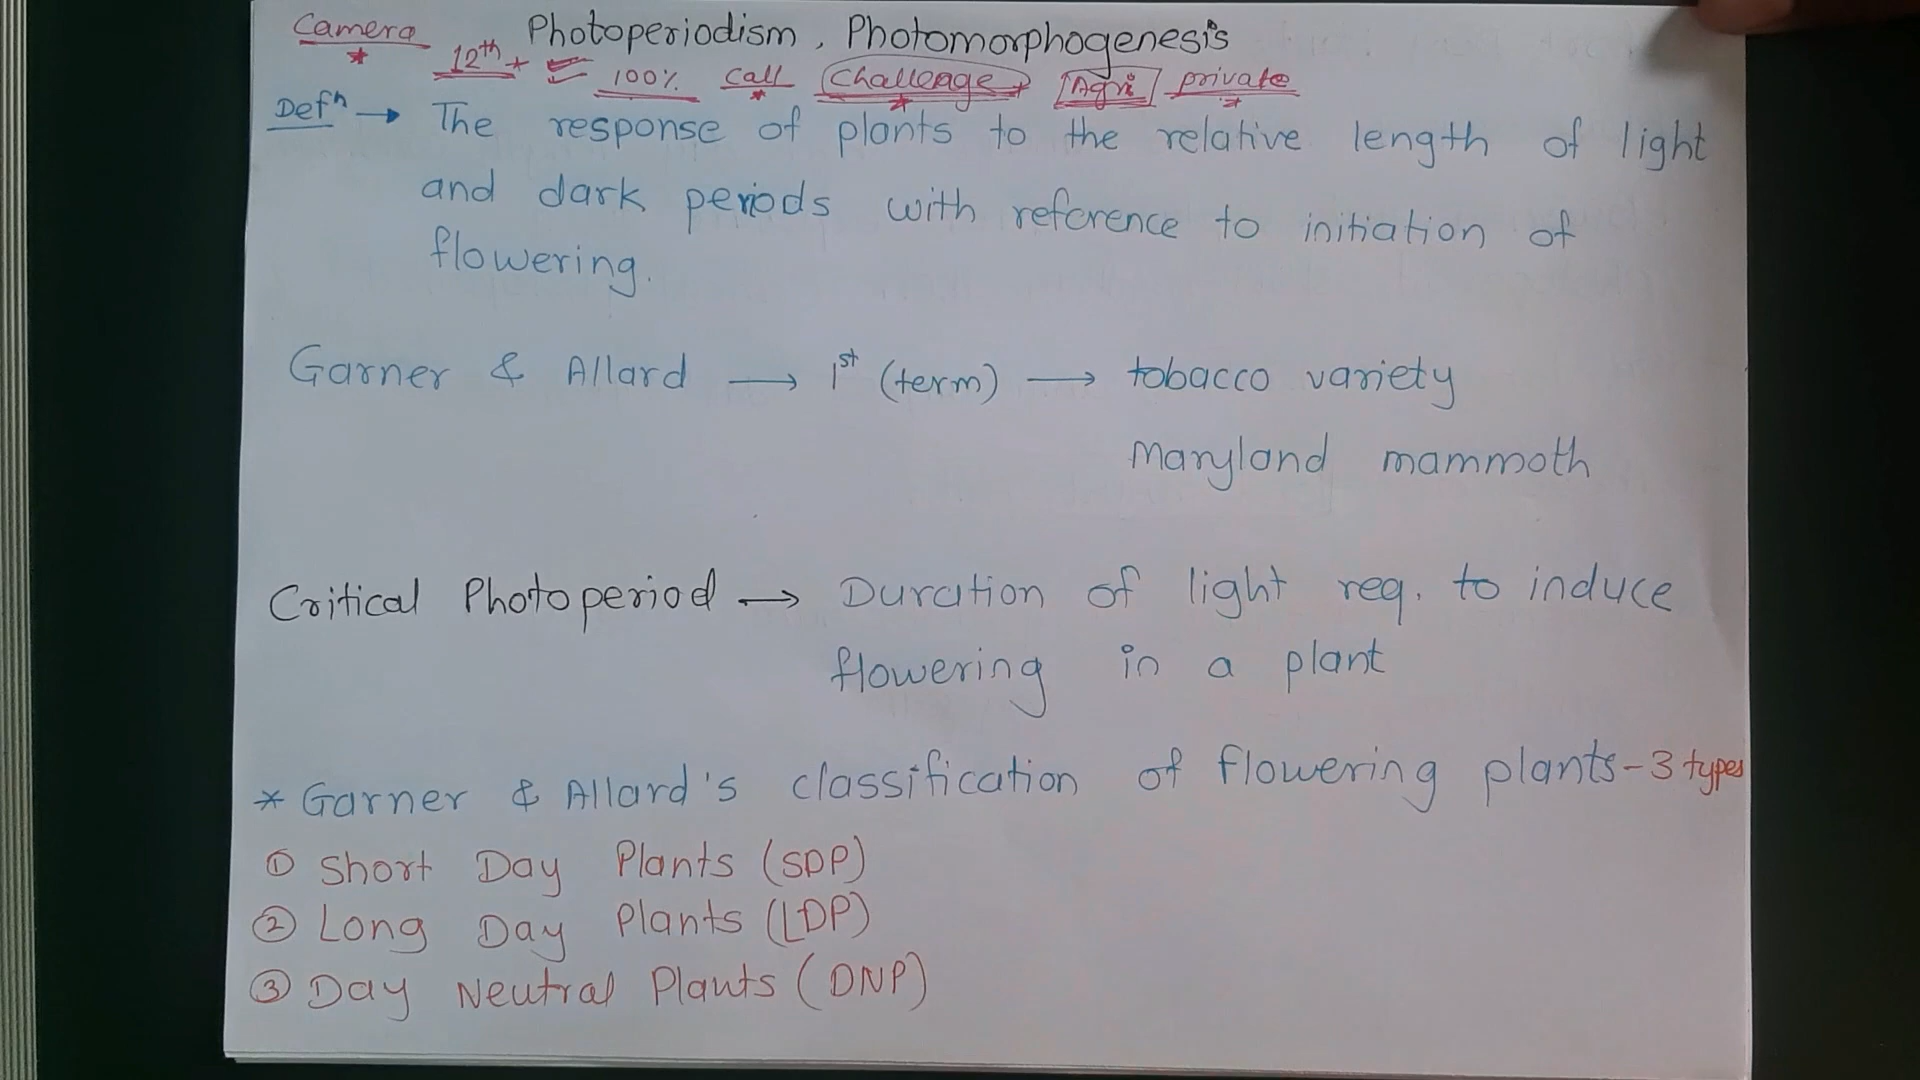 Camera Photoperiodism, Photomorphogenesis
12th + 100% call Challenge Agri private
Defn → The response of plants to the relative length of light
and dark periods with reference to initiation of
flowering.
Garner & Allard → 1st (term) → tobacco variety
Maryland mammoth
Critical Photoperiod → Duration of light req. to induce
flowering in a plant
* Garner & Allard's classification of flowering plants - 3 types
① Short Day Plants (SDP)
② Long Day Plants (LDP)
③ Day Neutral Plants (DNP)